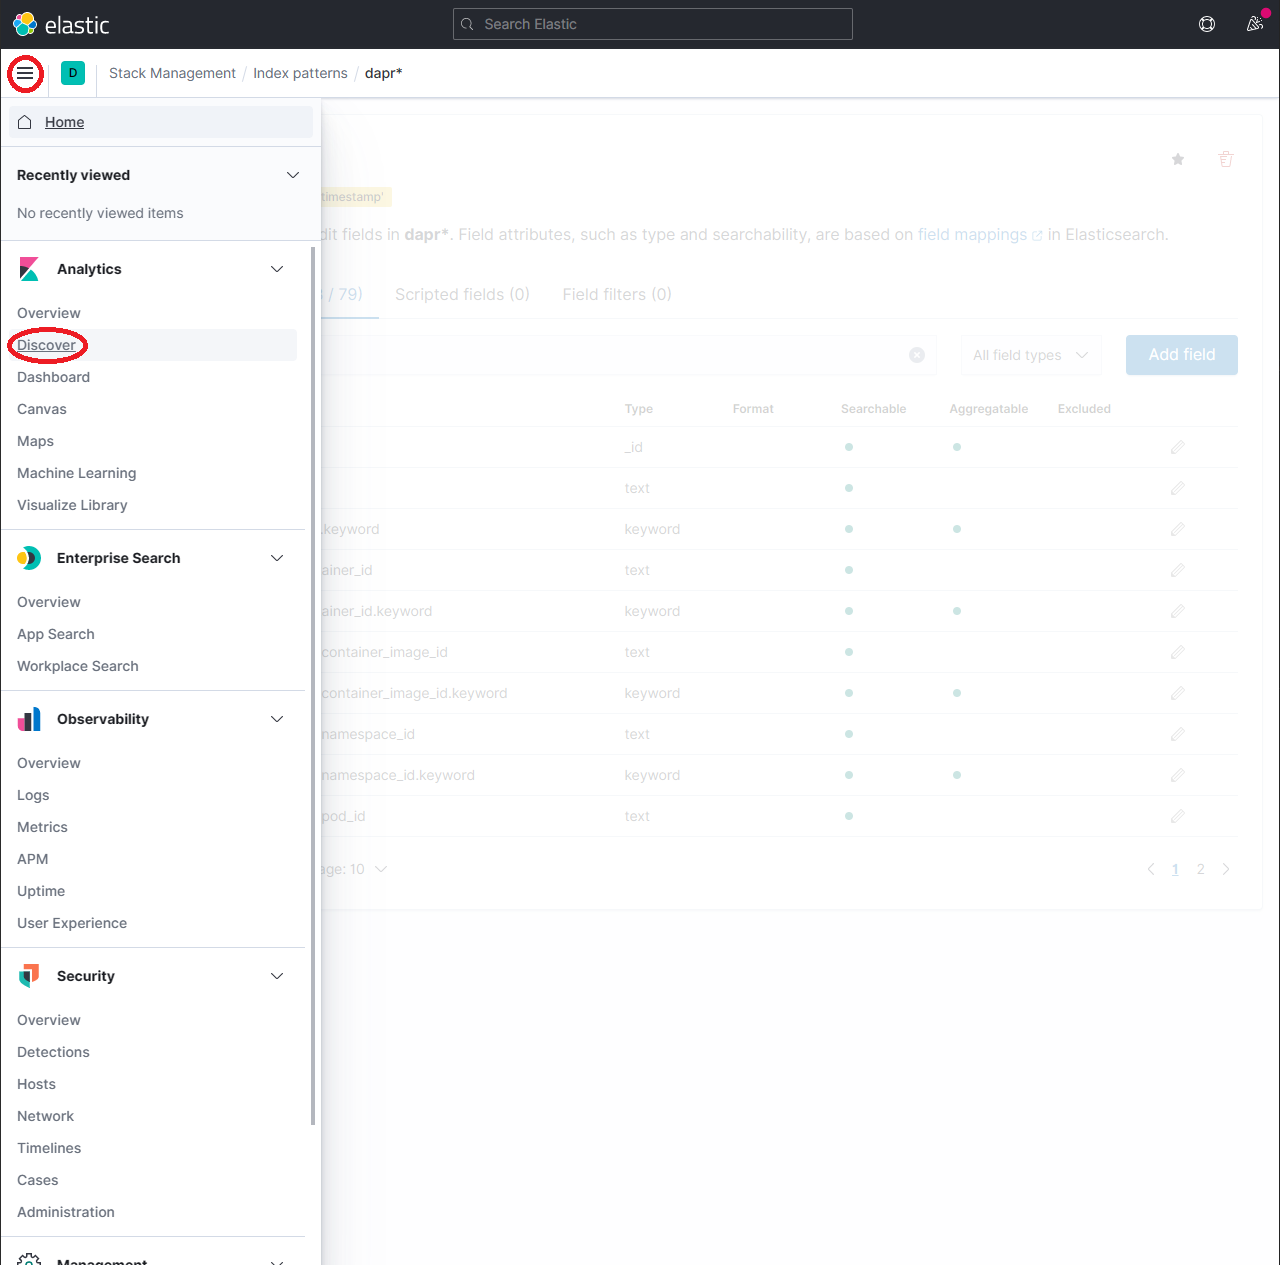 elastic
Search Elastic
D
Stack Management / Index patterns / dapr*
Home
Recently viewed
No recently viewed items
Analytics
Overview
Discover
Dashboard
Canvas
Maps
Machine Learning
Visualize Library
Enterprise Search
Overview
App Search
Workplace Search
Observability
Overview
Logs
Metrics
APM
Uptime
User Experience
Security
Overview
Detections
Hosts
Network
Timelines
Cases
Administration
Management
timestamp'
dit fields in dapr*. Field attributes, such as type and searchability, are based on field mappings in Elasticsearch.
/ 79) Scripted fields (0) Field filters (0)
All field types Add field
Type Format Searchable Aggregatable Excluded
_id
text
.keyword keyword
ainer_id text
ainer_id.keyword keyword
container_image_id text
container_image_id.keyword keyword
namespace_id text
namespace_id.keyword keyword
pod_id text
age: 10 1 2